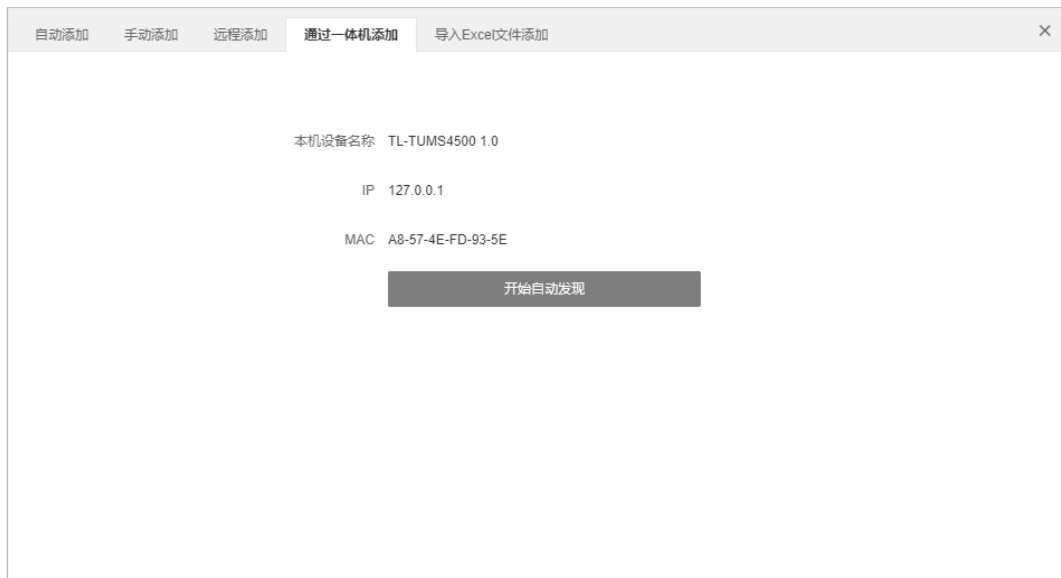 自动添加 手动添加 远程添加 通过一体机添加 导入Excel文件添加 ×
本机设备名称 TL-TUMS4500 1.0
IP 127.0.0.1
MAC A8-57-4E-FD-93-5E
开始自动发现